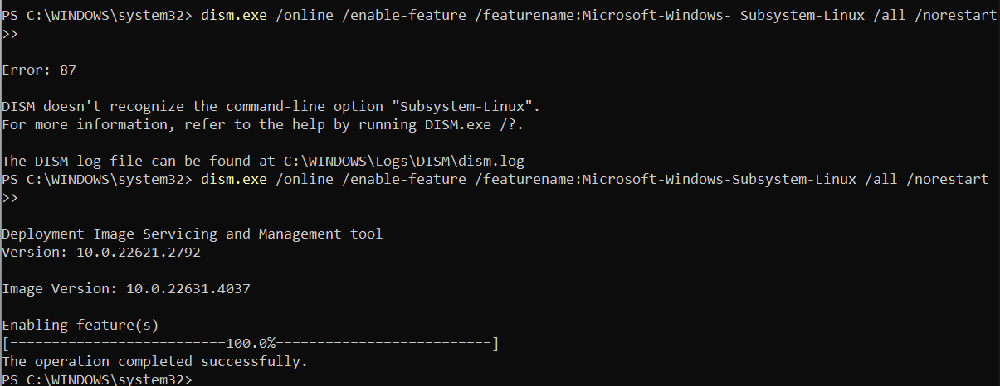 PS C:\WINDOWS\system32> dism.exe /online /enable-feature /featurename:Microsoft-Windows- Subsystem-Linux /all /norestart
>>
Error: 87
DISM doesn't recognize the command-line option "Subsystem-Linux".
For more information, refer to the help by running DISM.exe /?.
The DISM log file can be found at C:\WINDOWS\Logs\DISM\dism.log
PS C:\WINDOWS\system32> dism.exe /online /enable-feature /featurename:Microsoft-Windows-Subsystem-Linux /all /norestart
>>
Deployment Image Servicing and Management tool
Version: 10.0.22621.2792
Image Version: 10.0.22631.4037
Enabling feature(s)
[==========================100.0%==========================]
The operation completed successfully.
PS C:\WINDOWS\system32>